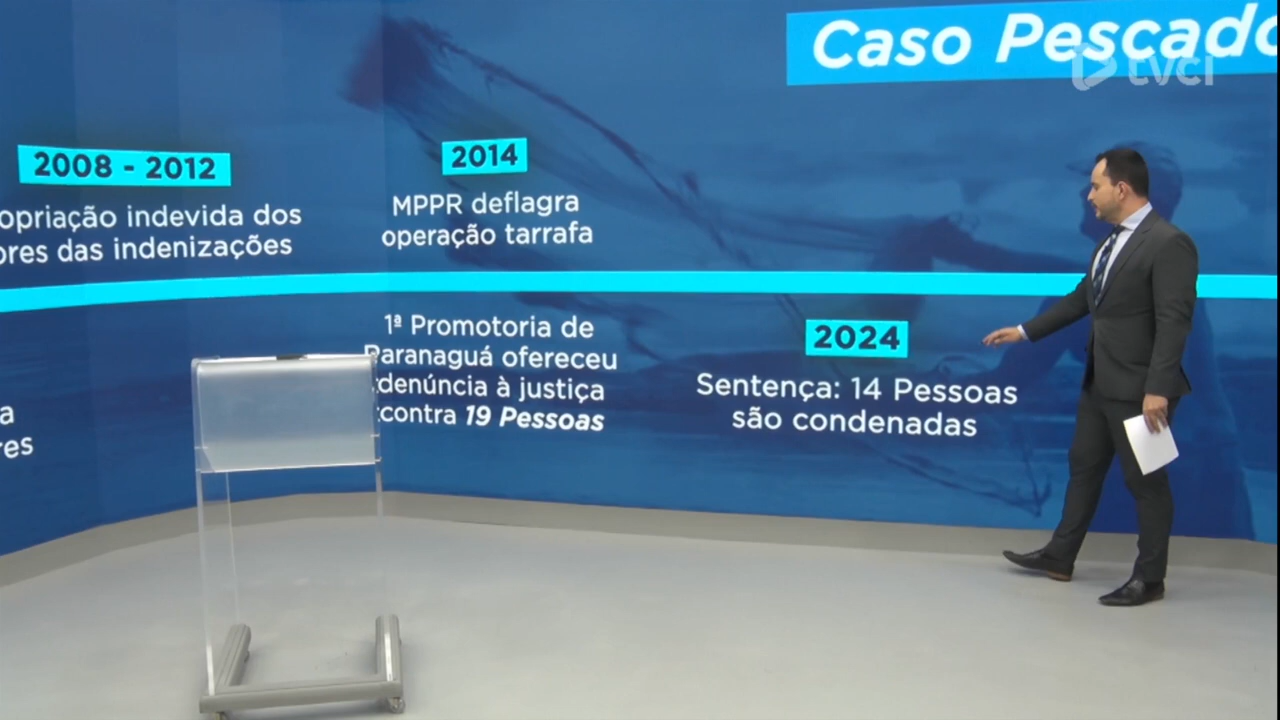 Caso Pescado
tvci
2008 - 2012
opriação indevida dos
ores das indenizações
2014
MPPR deflagra
operação tarrafa
a
res
1ª Promotoria de
Paranaguá ofereceu
denúncia à justiça
contra 19 Pessoas
2024
Sentença: 14 Pessoas
são condenadas